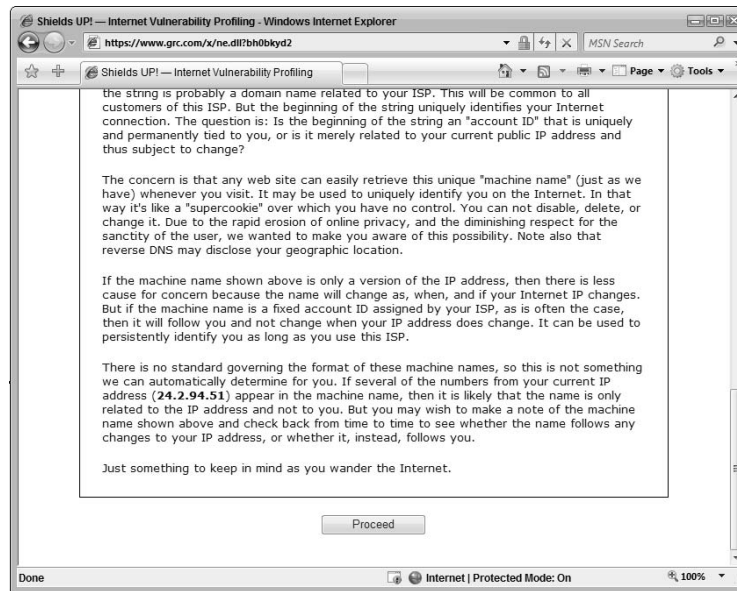 Shields UP! — Internet Vulnerability Profiling - Windows Internet Explorer
https://www.grc.com/x/ne.dll?bh0bkyd2
MSN Search
Shields UP! — Internet Vulnerability Profiling
Page
Tools
the string is probably a domain name related to your ISP. This will be common to all
customers of this ISP. But the beginning of the string uniquely identifies your Internet
connection. The question is: Is the beginning of the string an "account ID" that is uniquely
and permanently tied to you, or is it merely related to your current public IP address and
thus subject to change?
The concern is that any web site can easily retrieve this unique "machine name" (just as we
have) whenever you visit. It may be used to uniquely identify you on the Internet. In that
way it's like a "supercookie" over which you have no control. You can not disable, delete, or
change it. Due to the rapid erosion of online privacy, and the diminishing respect for the
sanctity of the user, we wanted to make you aware of this possibility. Note also that
reverse DNS may disclose your geographic location.
If the machine name shown above is only a version of the IP address, then there is less
cause for concern because the name will change as, when, and if your Internet IP changes.
But if the machine name is a fixed account ID assigned by your ISP, as is often the case,
then it will follow you and not change when your IP address does change. It can be used to
persistently identify you as long as you use this ISP.
There is no standard governing the format of these machine names, so this is not something
we can automatically determine for you. If several of the numbers from your current IP
address (24.2.94.51) appear in the machine name, then it is likely that the name is only
related to the IP address and not to you. But you may wish to make a note of the machine
name shown above and check back from time to time to see whether the name follows any
changes to your IP address, or whether it, instead, follows you.
Just something to keep in mind as you wander the Internet.
Proceed
Done
Internet | Protected Mode: On
100%